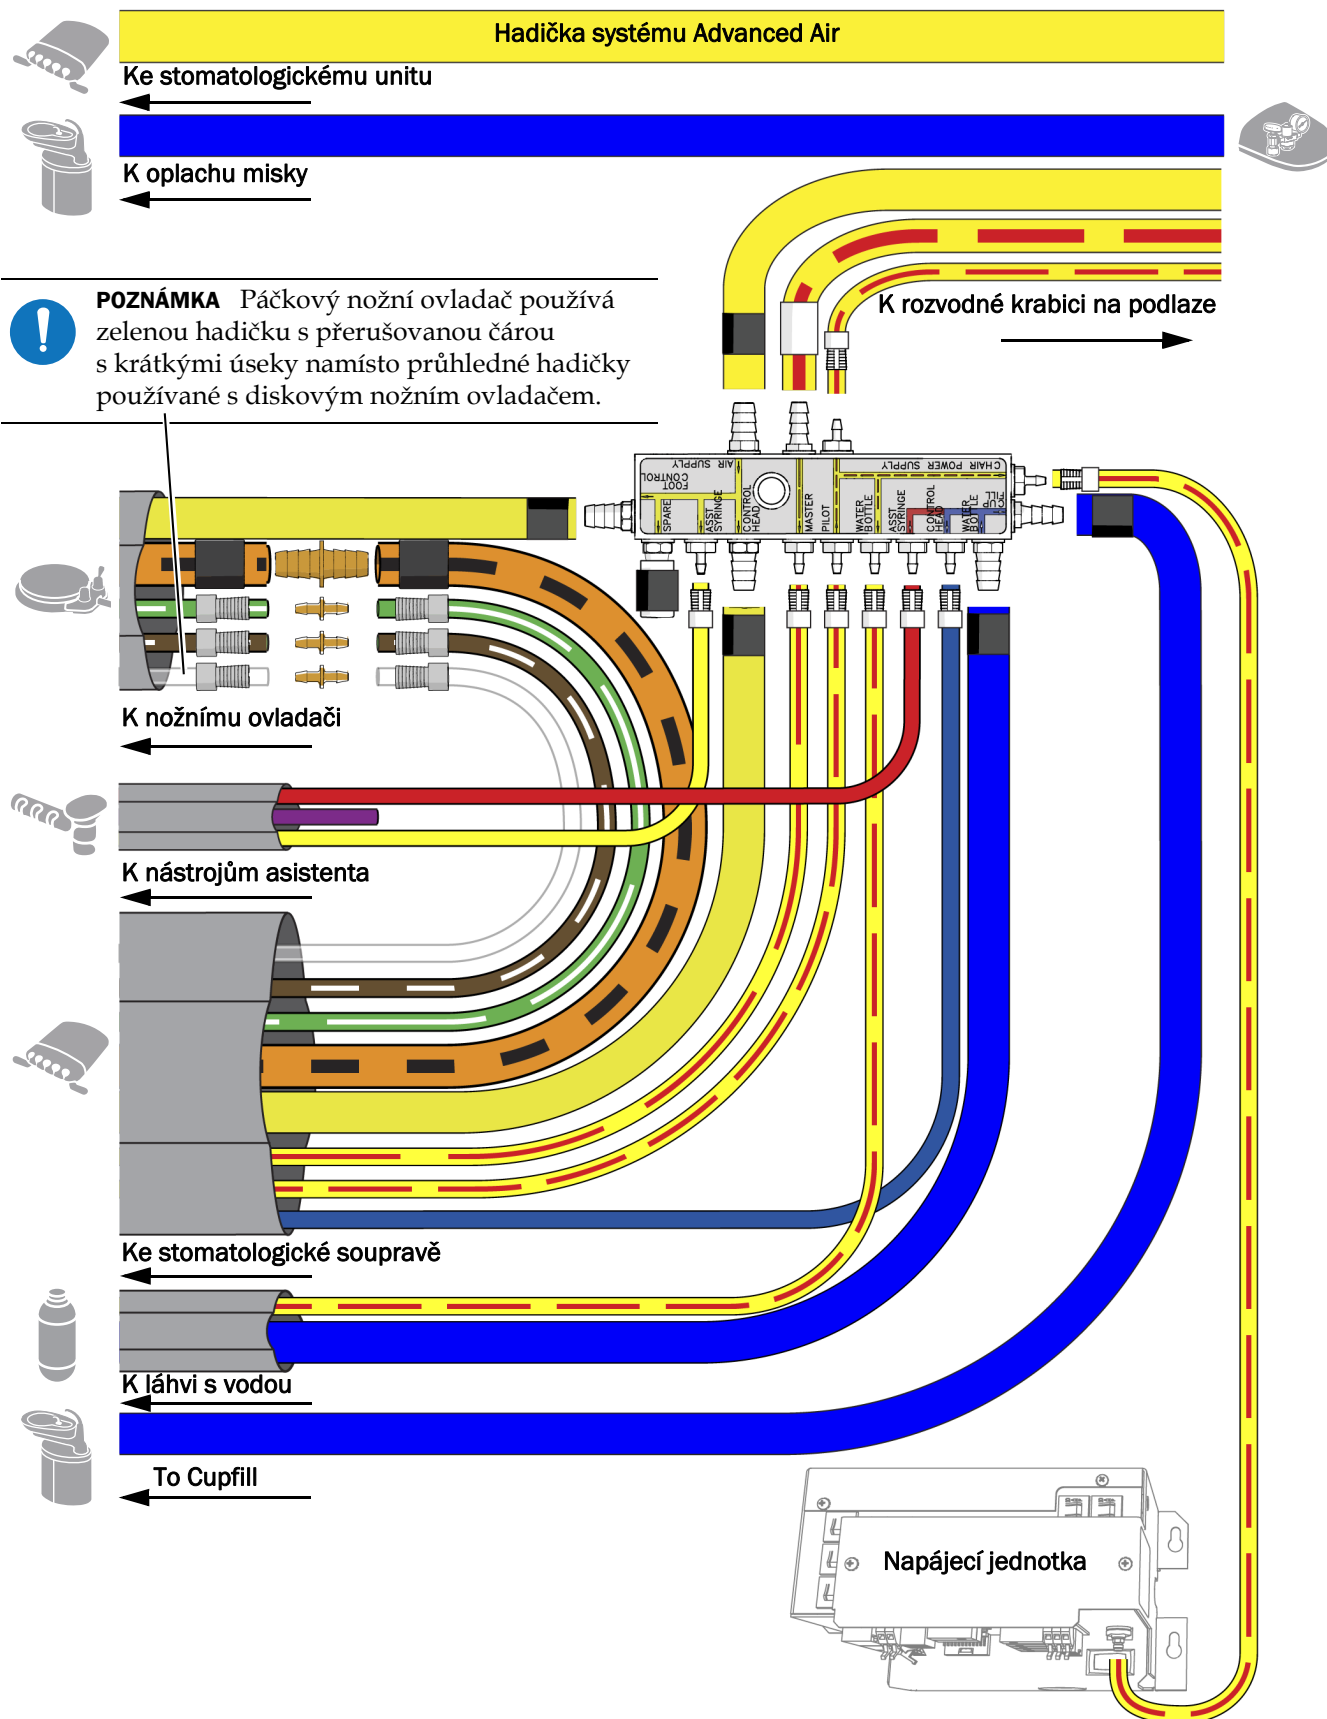 Hadička systému Advanced Air
Ke stomatologickému unitu
K oplachu misky
K rozvodné krabici na podlaze
POZNÁMKA Páčkový nožní ovladač používá
zelenou hadičku s přerušovanou čárou
s krátkými úseky namísto průhledné hadičky
používané s diskovým nožním ovladačem.
AIR SUPPLY
CHAIR POWER SUPPLY
FOOT
CONTROL
SPARE
ASST
SYRINGE
CONTROL
HEAD
MASTER
PILOT
WATER
BOTTLE
ASST
SYRINGE
CONTROL
HEAD
WATER
BOTTLE
CUP
FILL
K nožnímu ovladači
K nástrojům asistenta
Ke stomatologické soupravě
K láhvi s vodou
To Cupfill
Napájecí jednotka